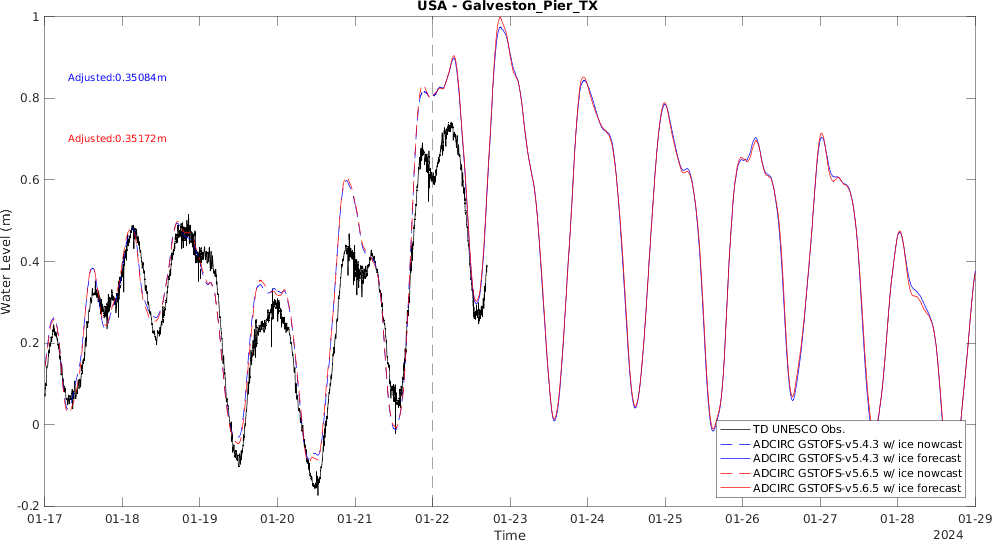 USA - Galveston_Pier_TX
1
0.8
0.6
0.4
0.2
0
-0.2
Water Level (m)
Adjusted:0.35084m
Adjusted:0.35172m
TD UNESCO Obs.
ADCIRC GSTOFS-v5.4.3 w/ ice nowcast
ADCIRC GSTOFS-v5.4.3 w/ ice forecast
ADCIRC GSTOFS-v5.6.5 w/ ice nowcast
ADCIRC GSTOFS-v5.6.5 w/ ice forecast
01-17 01-18 01-19 01-20 01-21 01-22 01-23 01-24 01-25 01-26 01-27 01-28 01-29
Time
2024